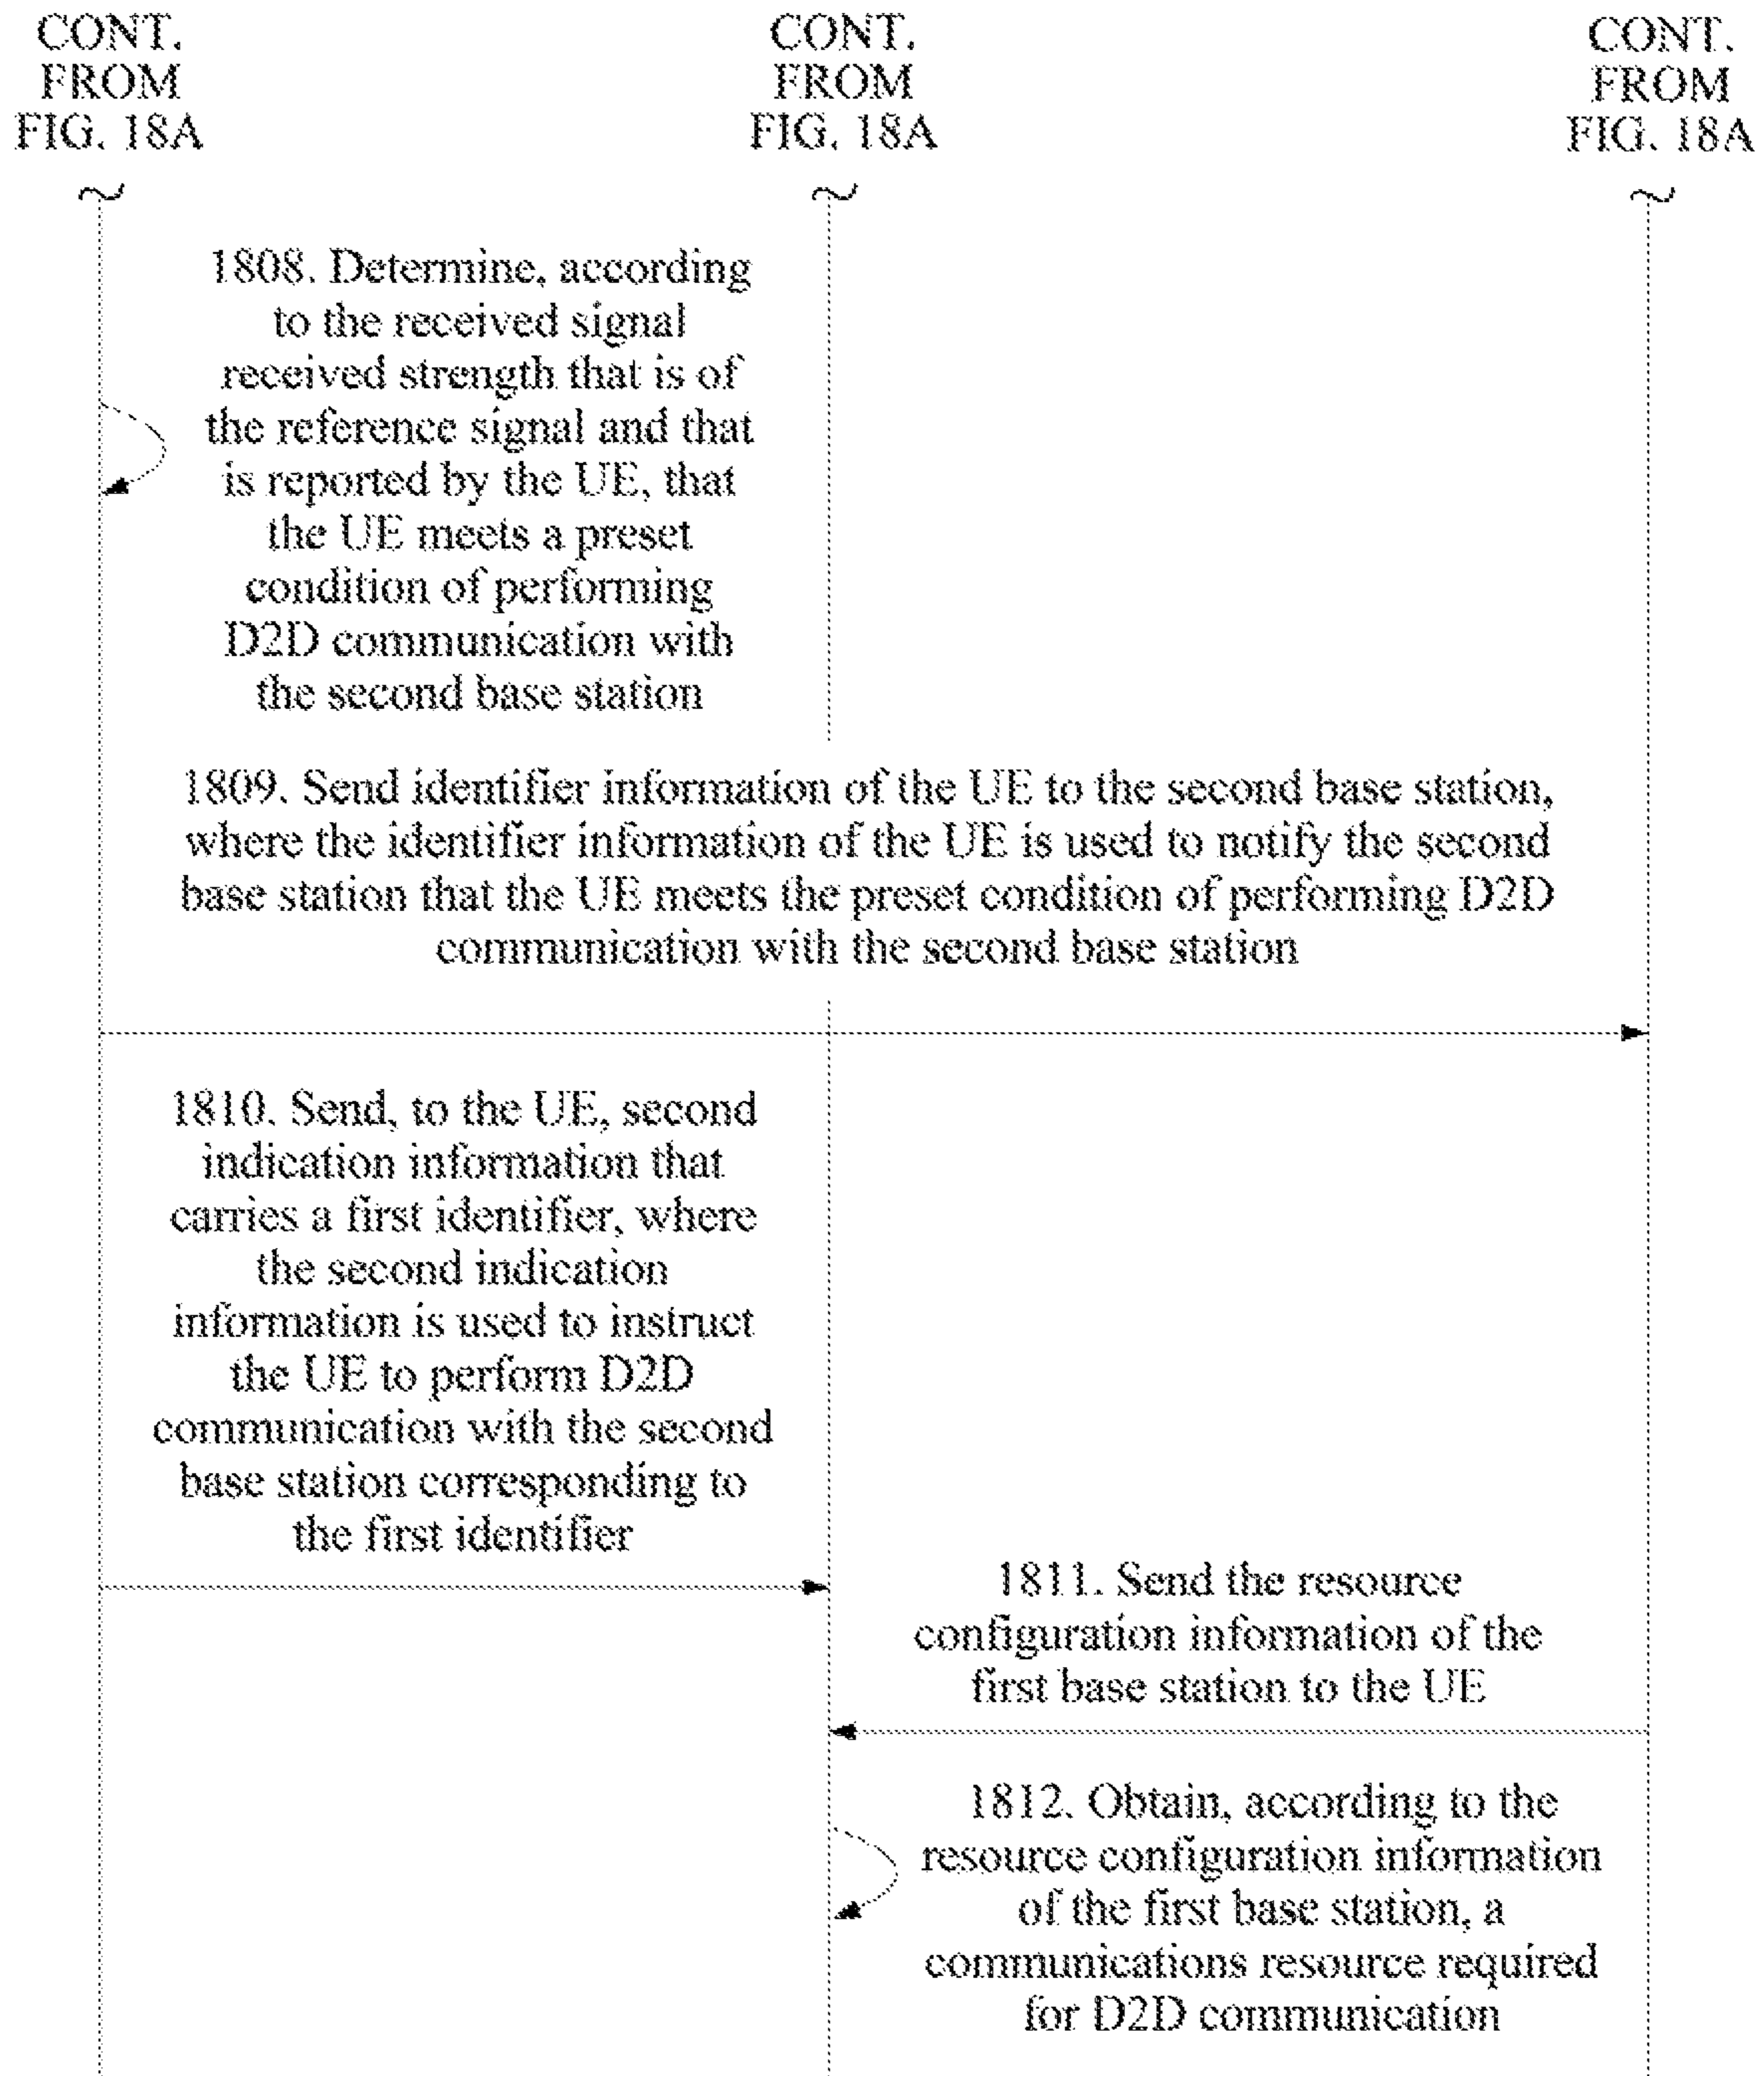 CONT.
FROM
FIG. 18A
CONT.
FROM
FIG. 18A
CONT.
FROM
FIG. 18A
1808. Determine, according
to the received signal
received strength that is of
the reference signal and that
is reported by the UE, that
the UE meets a preset
condition of performing
D2D communication with
the second base station
1809. Send identifier information of the UE to the second base station,
where the identifier information of the UE is used to notify the second
base station that the UE meets the preset condition of performing D2D
communication with the second base station
1810. Send, to the UE, second
indication information that
carries a first identifier, where
the second indication
information is used to instruct
the UE to perform D2D
communication with the second
base station corresponding to
the first identifier
1811. Send the resource
configuration information of the
first base station to the UE
1812. Obtain, according to the
resource configuration information
of the first base station, a
communications resource required
for D2D communication